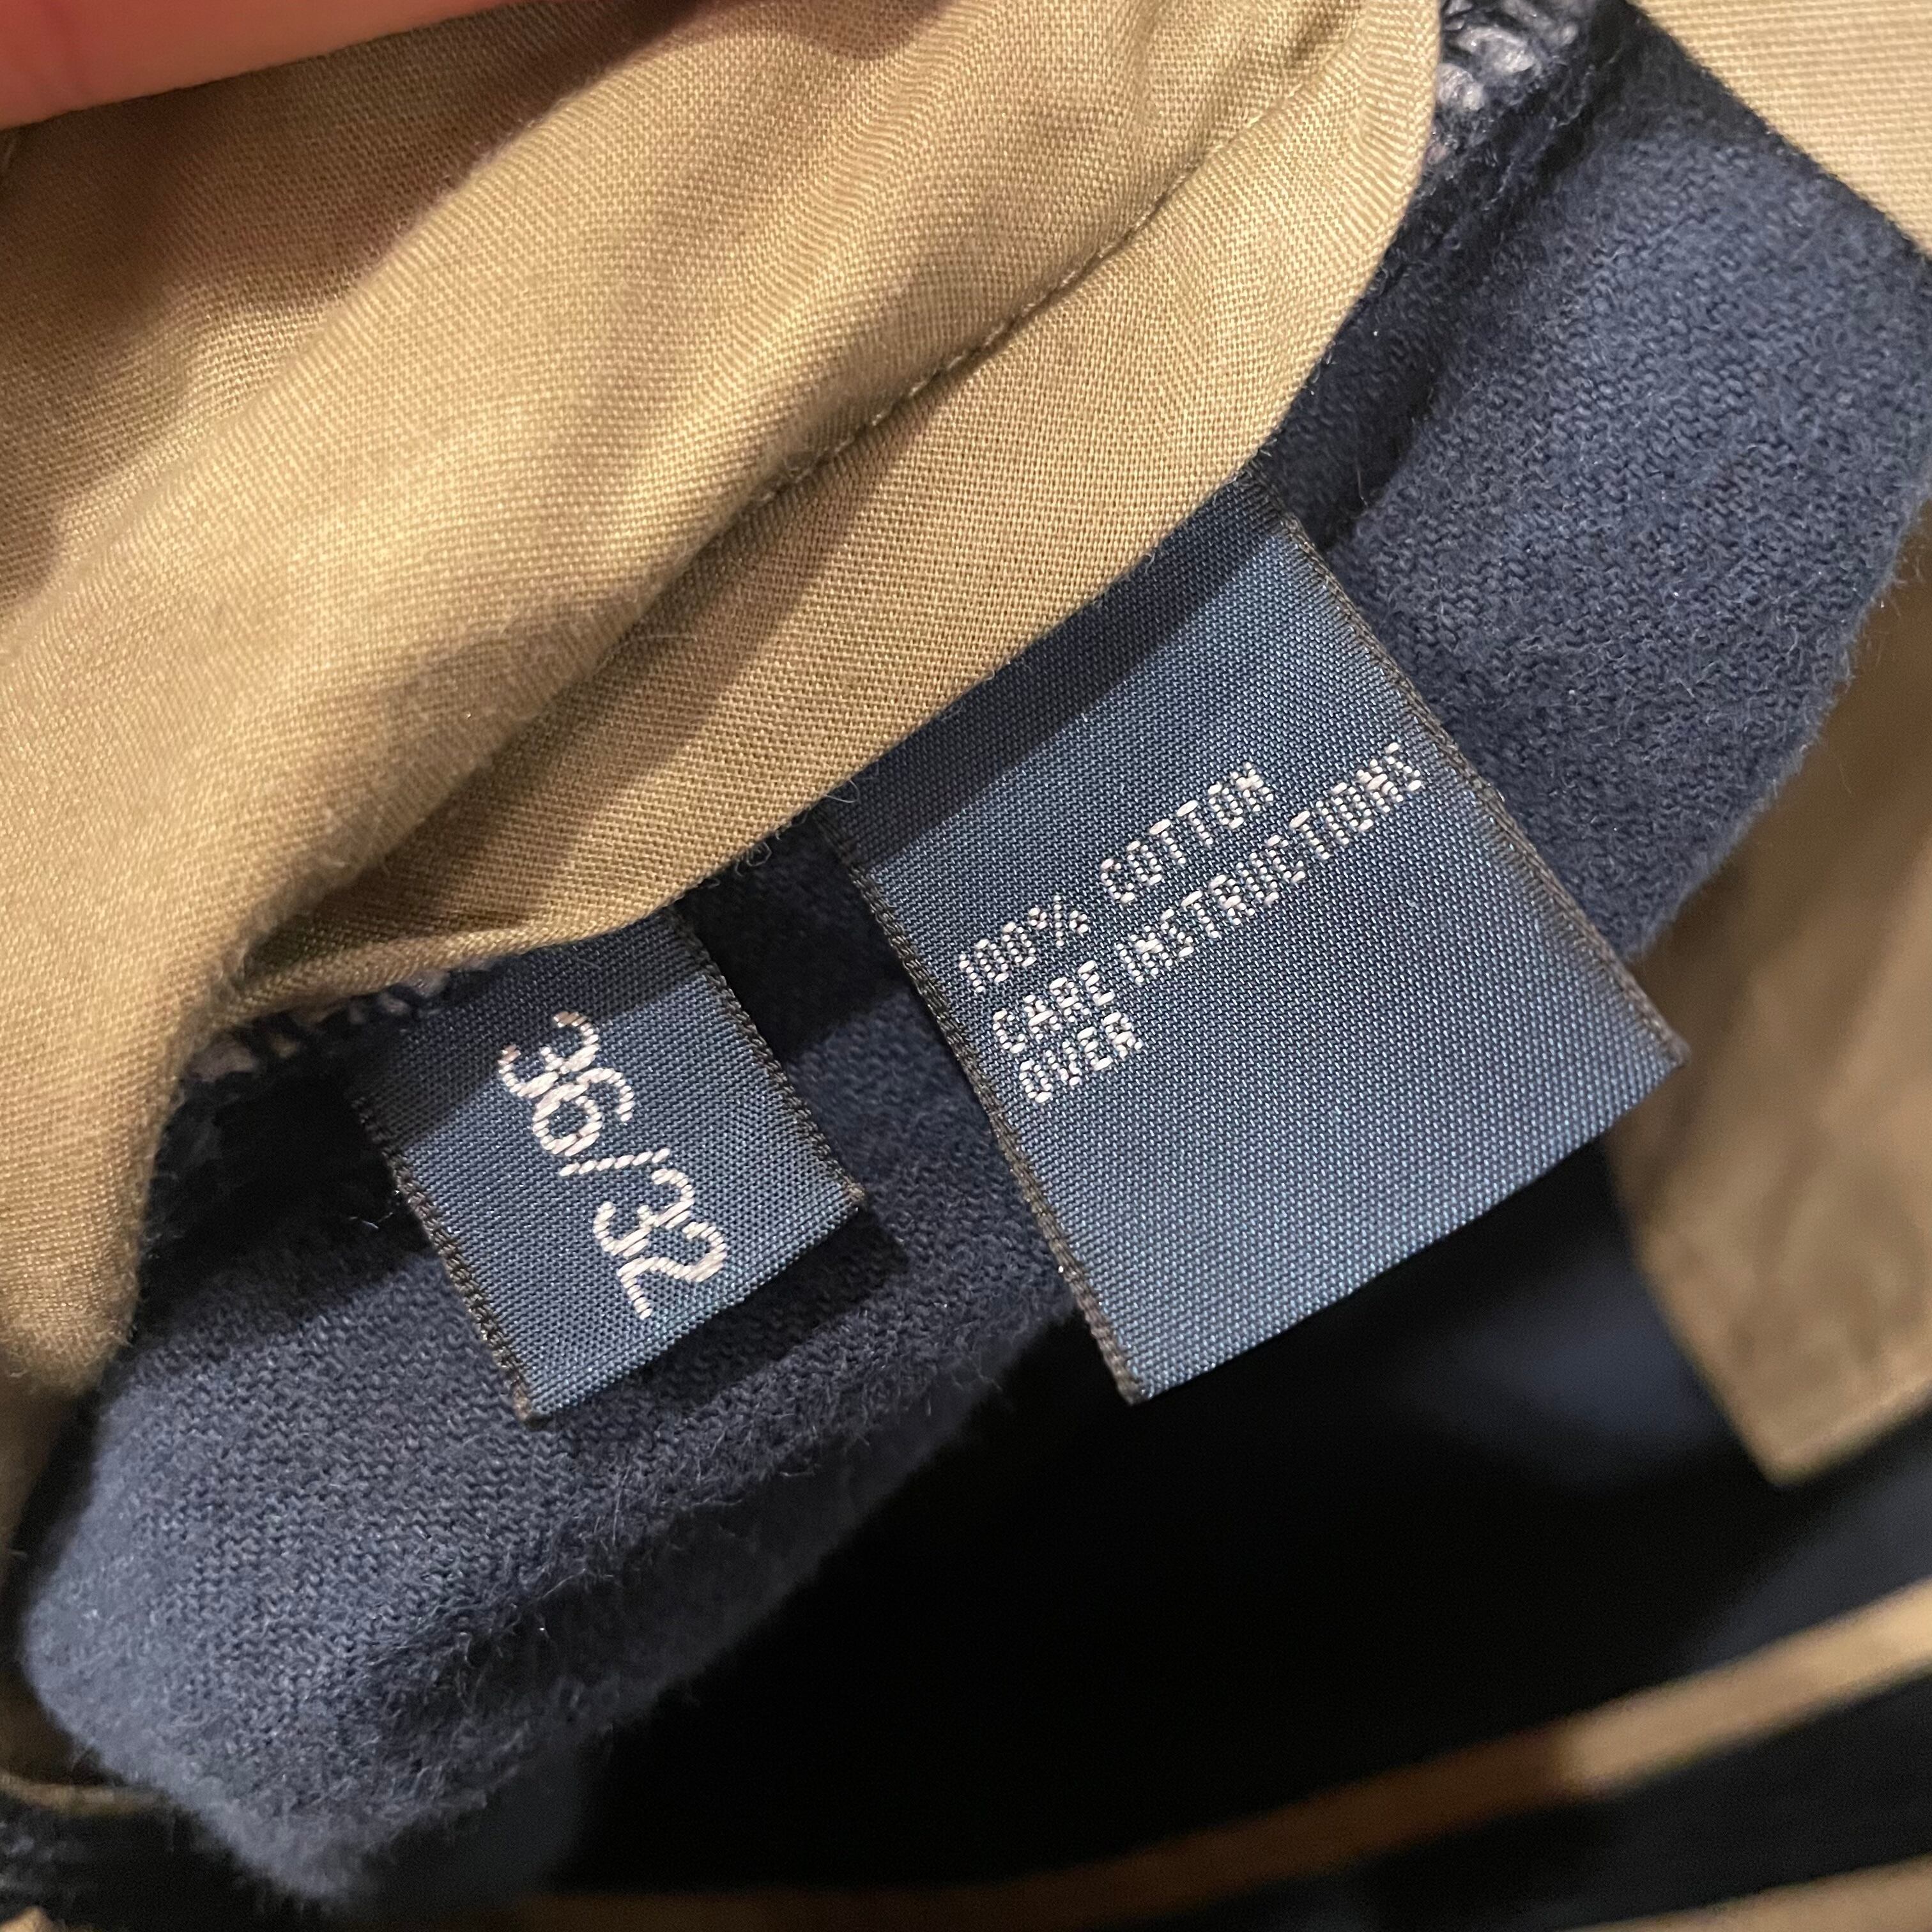 36/32
100% COTTON
CARE INSTRUCTIONS
OVER